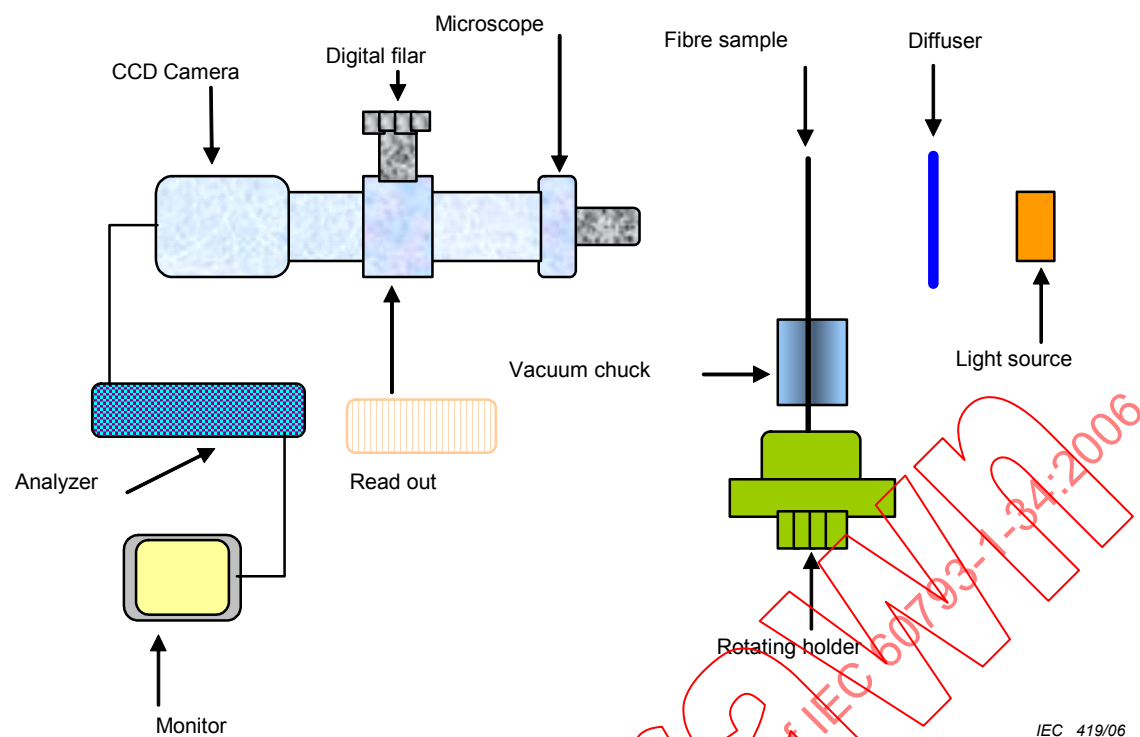 Microscope
Fibre sample
Diffuser
Digital filar
CCD Camera
Light source
Vacuum chuck
Analyzer
Read out
Rotating holder
Monitor
of IEC 60793-1-34:2006
IEC 419/06